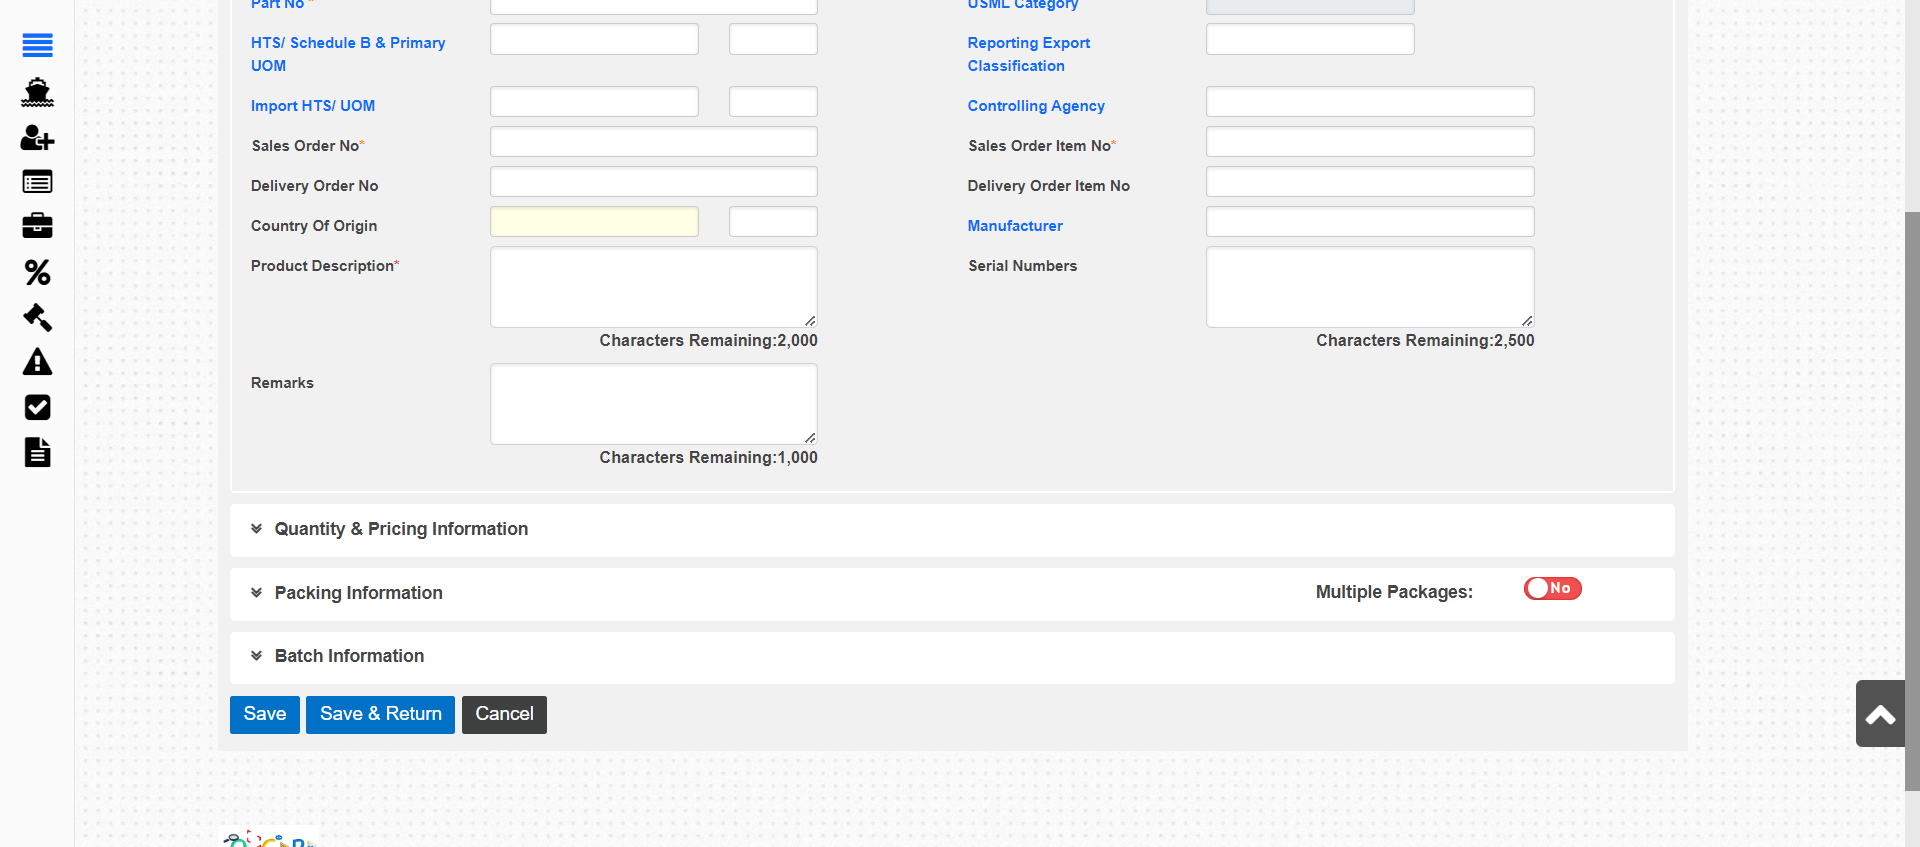 Part No *
USML Category
HTS/ Schedule B & Primary UOM
Reporting Export Classification
Import HTS/ UOM
Controlling Agency
Sales Order No*
Sales Order Item No*
Delivery Order No
Delivery Order Item No
Country Of Origin
Manufacturer
Product Description*
Serial Numbers
Characters Remaining:2,000
Characters Remaining:2,500
Remarks
Characters Remaining:1,000
Quantity & Pricing Information
Packing Information
Multiple Packages:
No
Batch Information
Save
Save & Return
Cancel